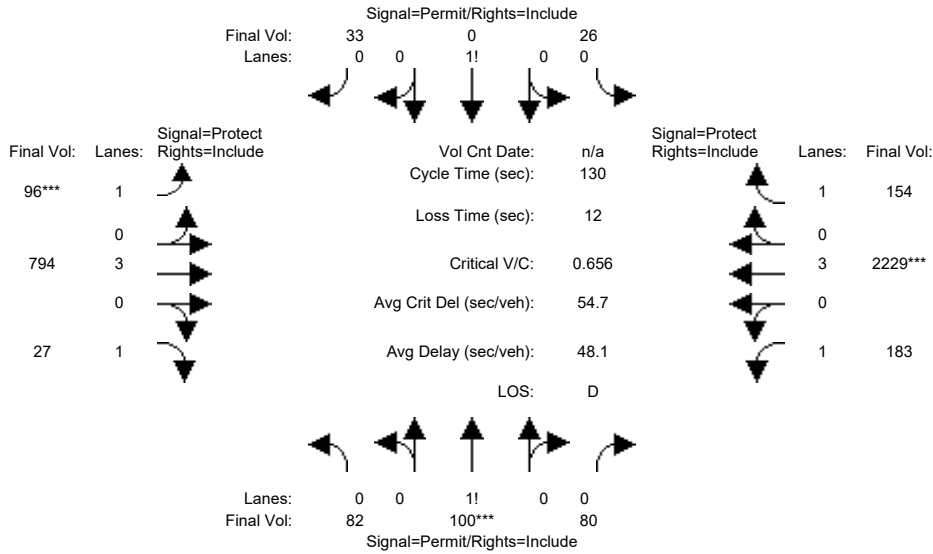 Signal=Permit/Rights=Include
Final Vol: 33 0 26
Lanes: 0 0 1! 0 0
Signal=Protect Signal=Protect
Final Vol: Lanes: Rights=Include Vol Cnt Date: n/a Rights=Include Lanes: Final Vol:
Cycle Time (sec): 130
96*** 1 1 154
Loss Time (sec): 12
0 0
794 3 Critical V/C: 0.656 3 2229***
0 Avg Crit Del (sec/veh): 54.7 0
27 1 Avg Delay (sec/veh): 48.1 1 183
LOS: D
Lanes: 0 0 1! 0 0
Final Vol: 82 100*** 80
Signal=Permit/Rights=Include